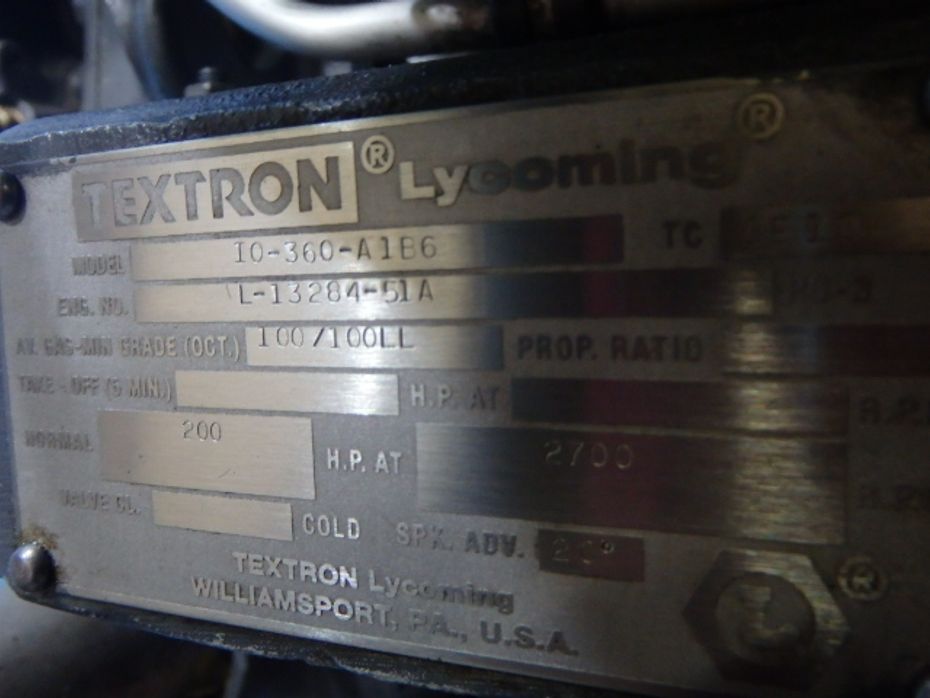 TEXTRON® Lycoming®
MODEL IO-360-A1B6 TC
ENG. NO. L-13284-51A
AV. GAS-MIN GRADE (OCT.) 100/100LL PROP. RATIO
TAKE-OFF (5 MIN.) H.P. AT
NORMAL 200 H.P. AT 2700
VALVE CL. COLD SPK. ADV. 20°
TEXTRON Lycoming
WILLIAMSPORT, PA., U.S.A.
L ®